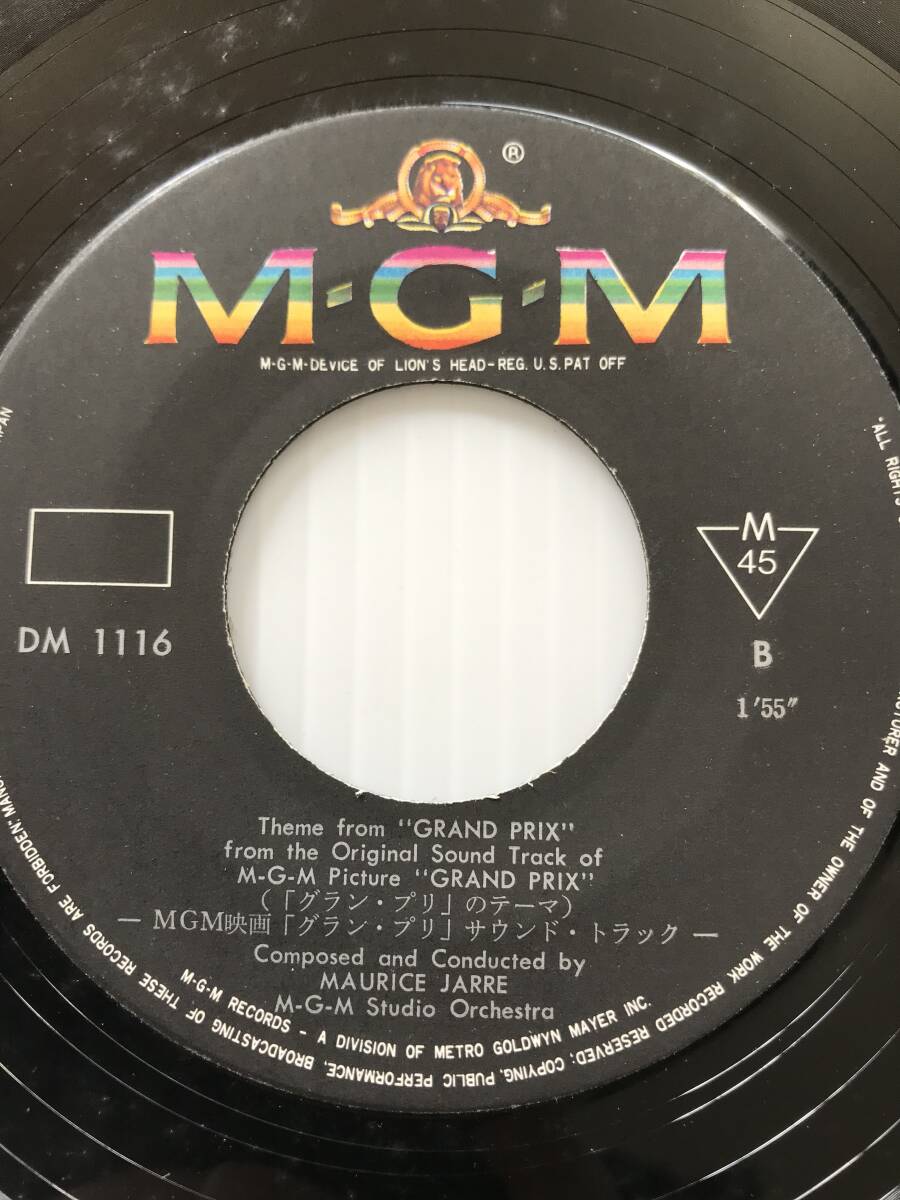 ®
M·G·M
M-G-M-DEVICE OF LION'S HEAD-REG. U.S. PAT OFF
M
45
DM 1116
B
1'55"
Theme from "GRAND PRIX"
from the Original Sound Track of
M-G-M Picture "GRAND PRIX"
(「グラン・プリ」のテーマ)
— MGM映画「グラン・プリ」サウンド・トラック —
Composed and Conducted by
MAURICE JARRE
M-G-M Studio Orchestra
M-G-M RECORDS - A DIVISION OF METRO GOLDWYN MAYER INC.
"ALL RIGHTS
AND OF THE OWNER OF THE WORK RECORDED RESERVED; COPYING, PUBLIC PERFORMANCE, BROADCASTING OF THESE RECORDS ARE FORBIDDEN."